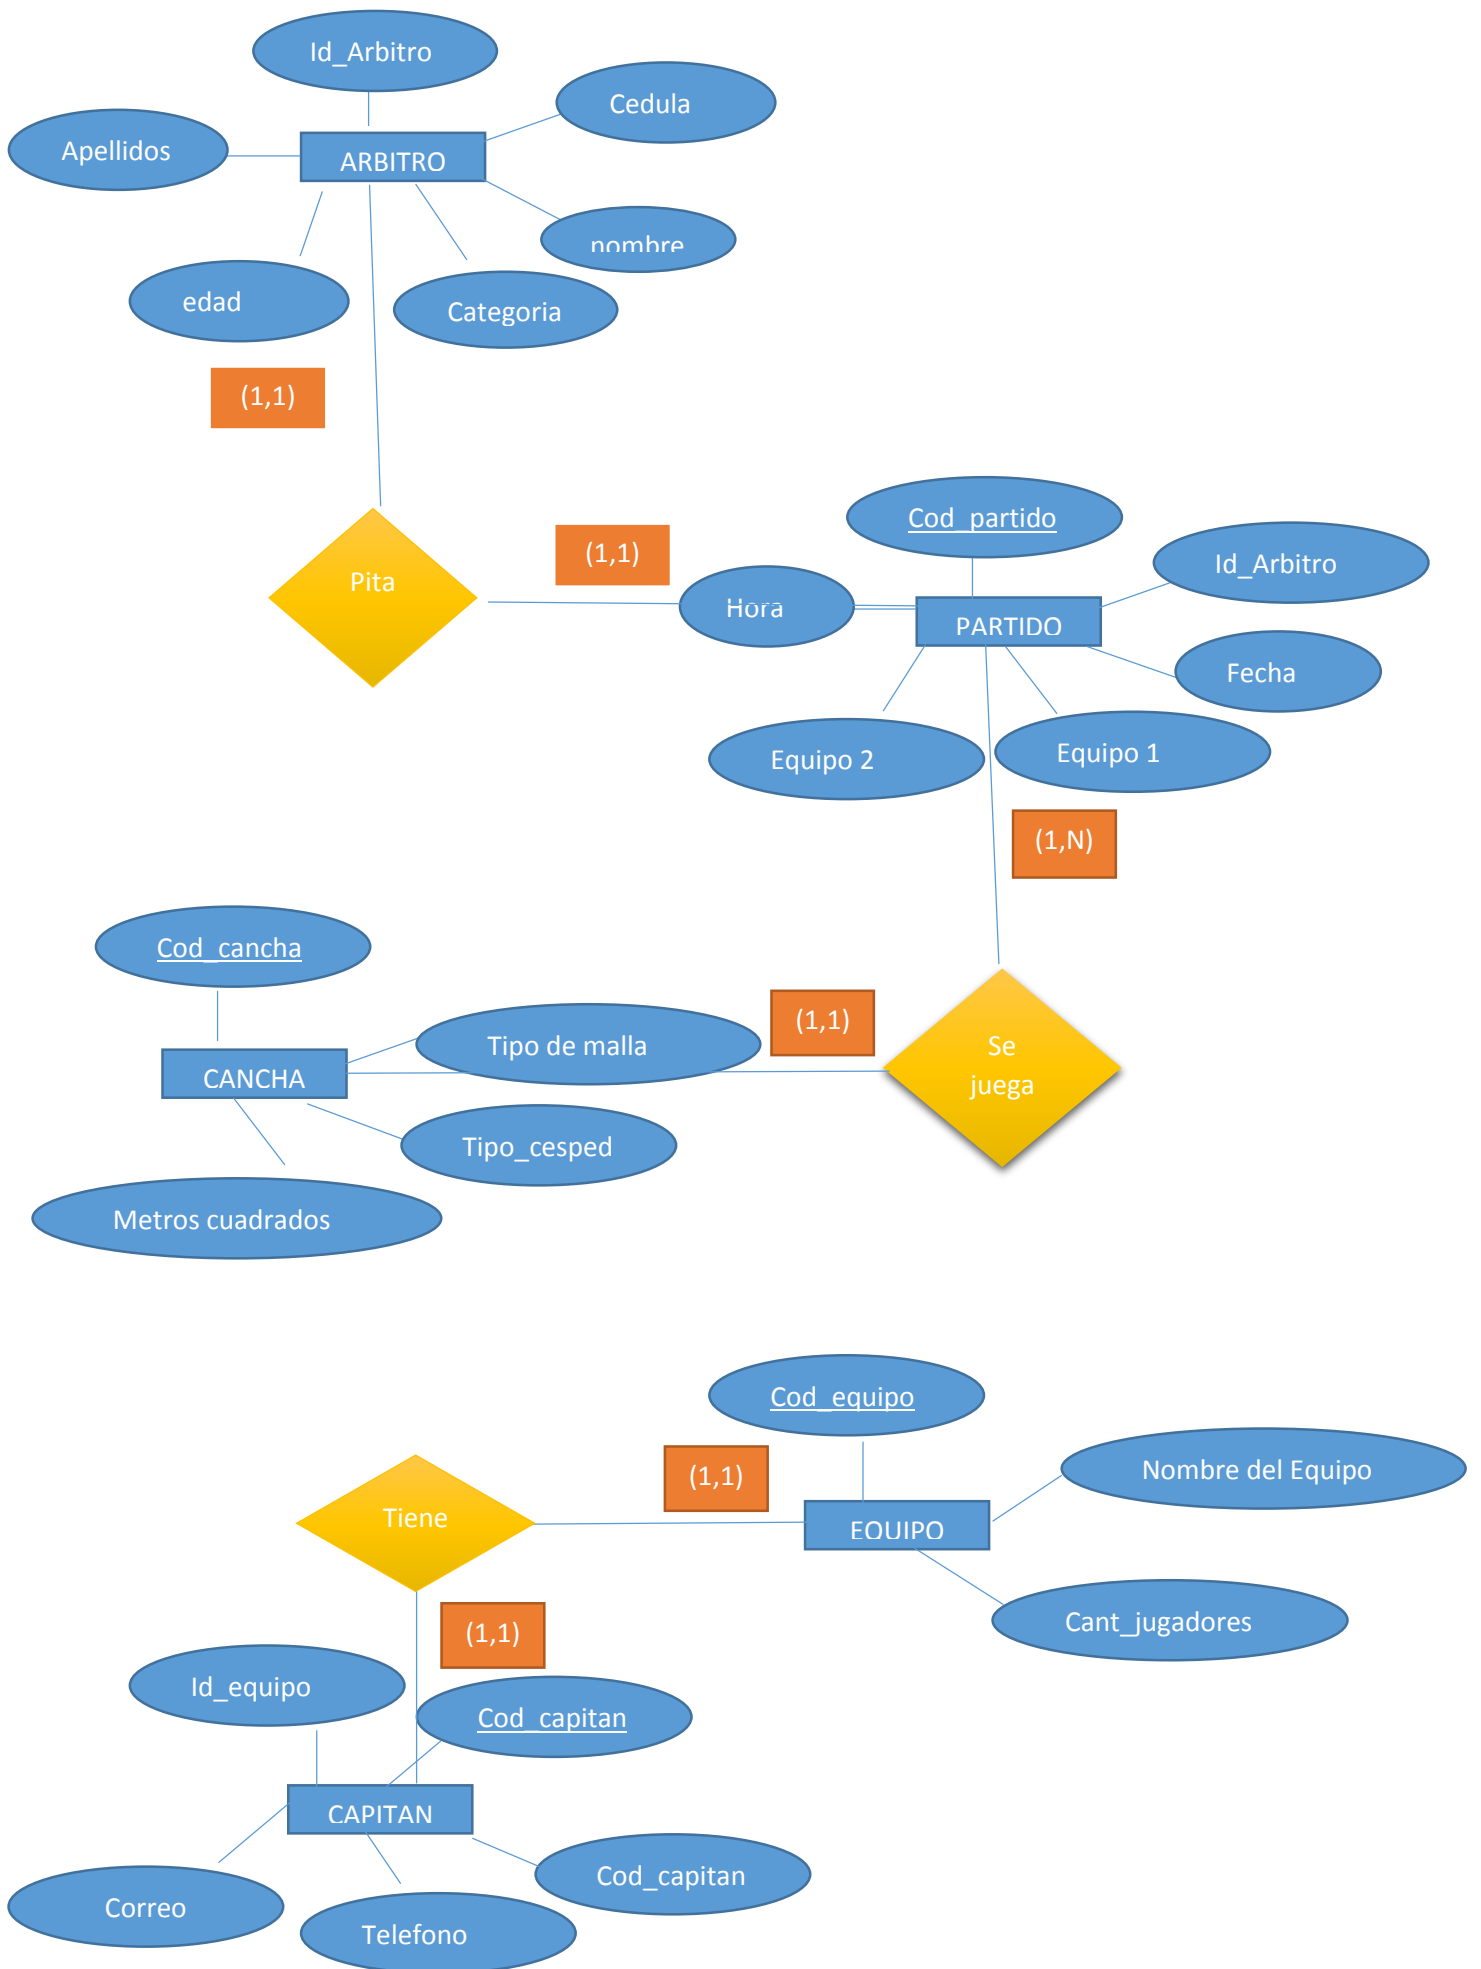 Id_Arbitro
Cedula
Apellidos
ARBITRO
nombre
edad
Categoria
(1,1)
Cod_partido
(1,1)
Id_Arbitro
Pita
Hora
PARTIDO
Fecha
Equipo 2
Equipo 1
(1,N)
Cod_cancha
(1,1)
Tipo de malla
Se
juega
CANCHA
Tipo_cesped
Metros cuadrados
Cod_equipo
(1,1)
Nombre del Equipo
Tiene
EQUIPO
Cant_jugadores
(1,1)
Id_equipo
Cod_capitan
CAPITAN
Cod_capitan
Correo
Telefono